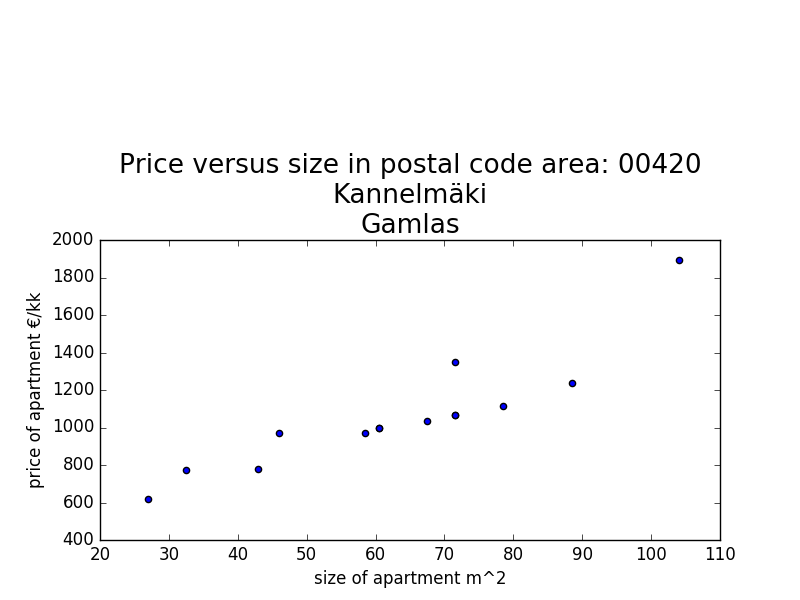 Price versus size in postal code area: 00420
Kannelmäki
Gamlas
2000
1800
1600
1400
1200
1000
800
600
400
price of apartment €/kk
20 30 40 50 60 70 80 90 100 110
size of apartment m^2